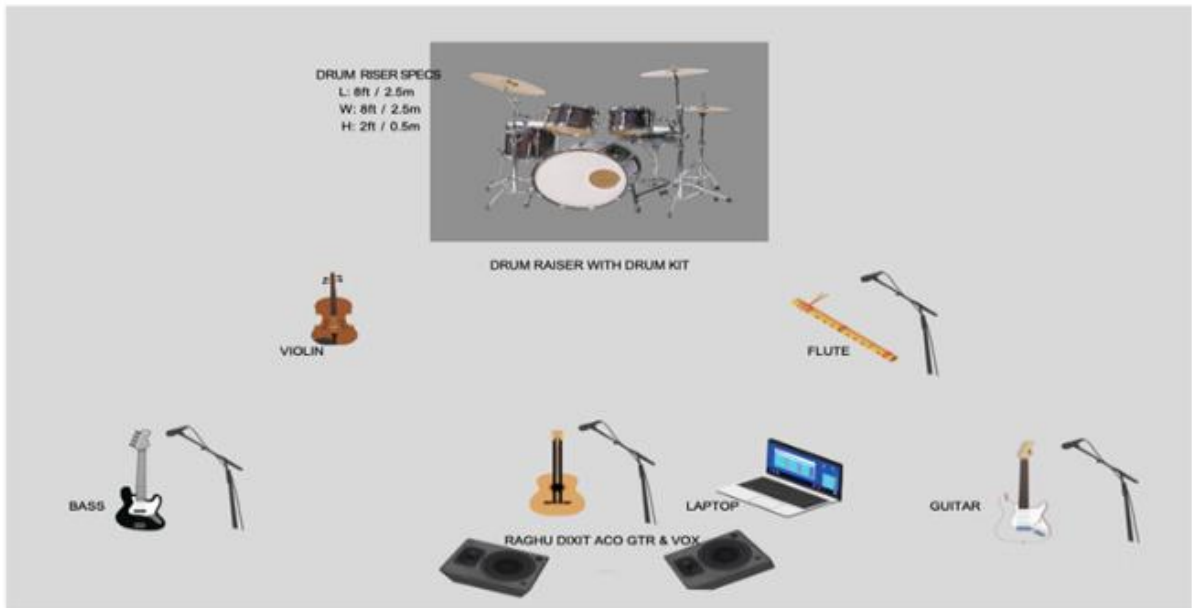 DRUM RISER SPECS
L: 8ft / 2.5m
W: 8ft / 2.5m
H: 2ft / 0.5m
DRUM RAISER WITH DRUM KIT
VIOLIN
FLUTE
BASS
LAPTOP
GUITAR
RAGHU DIXIT ACO GTR & VOX